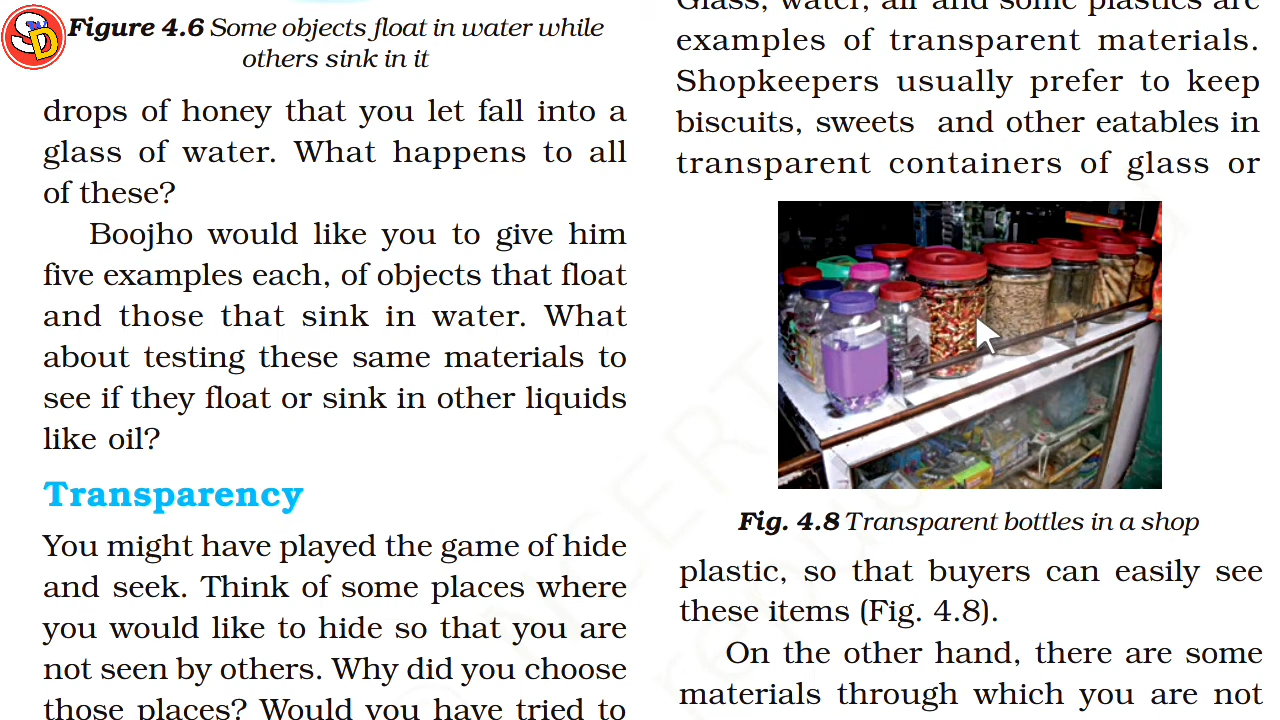 SD
Figure 4.6 Some objects float in water while
others sink in it
drops of honey that you let fall into a
glass of water. What happens to all
of these?
Boojho would like you to give him
five examples each, of objects that float
and those that sink in water. What
about testing these same materials to
see if they float or sink in other liquids
like oil?
Transparency
You might have played the game of hide
and seek. Think of some places where
you would like to hide so that you are
not seen by others. Why did you choose
those places? Would you have tried to
Glass, water, air and some plastics are
examples of transparent materials.
Shopkeepers usually prefer to keep
biscuits, sweets and other eatables in
transparent containers of glass or
Fig. 4.8 Transparent bottles in a shop
plastic, so that buyers can easily see
these items (Fig. 4.8).
On the other hand, there are some
materials through which you are not